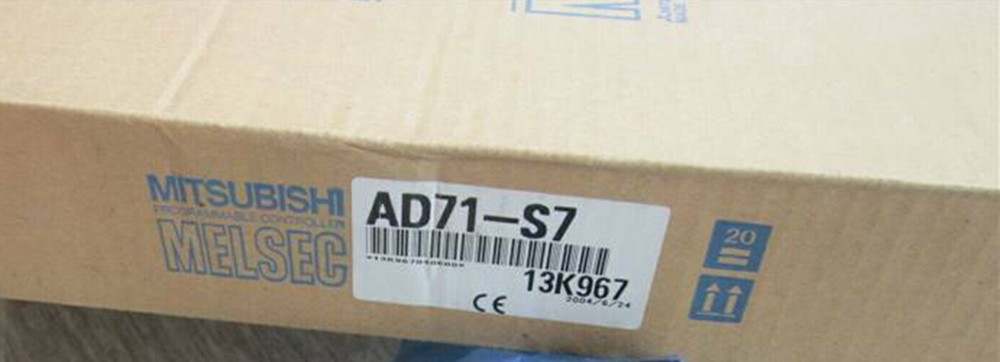 MITSUBISHI
PROGRAMMABLE CONTROLLER
MELSEC
AD71-S7
13K967
2004/6/24
CE
20